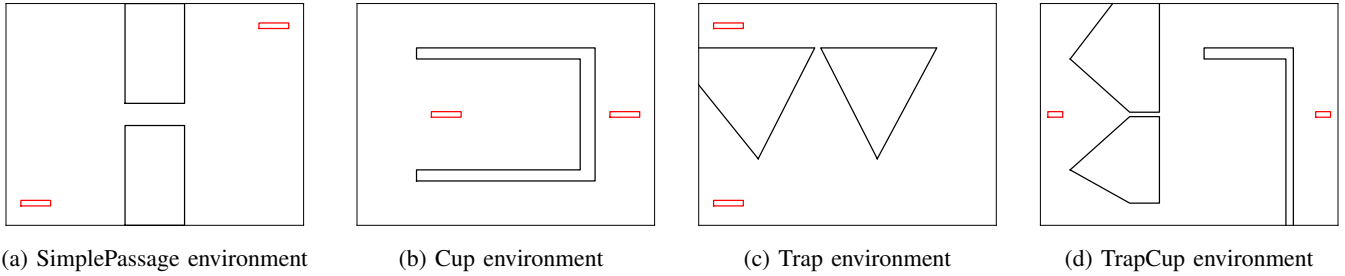 (a) SimplePassage environment
(b) Cup environment
(c) Trap environment
(d) TrapCup environment